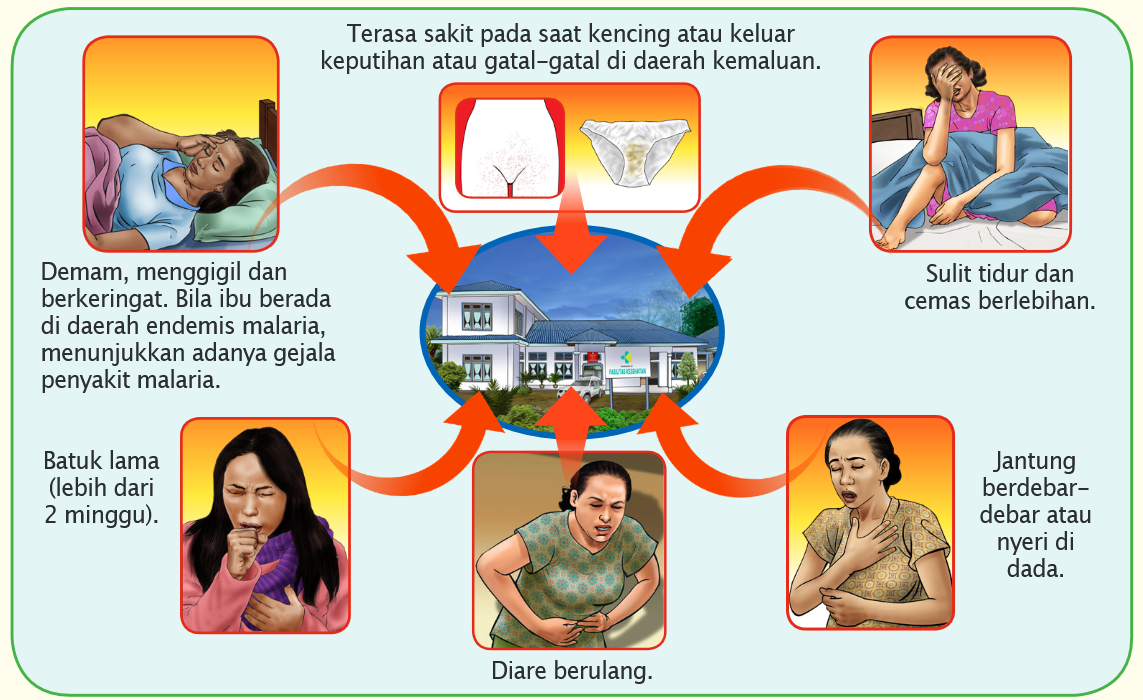 Terasa sakit pada saat kencing atau keluar
keputihan atau gatal-gatal di daerah kemaluan.
Demam, menggigil dan
berkeringat. Bila ibu berada
di daerah endemis malaria,
menunjukkan adanya gejala
penyakit malaria.
Sulit tidur dan
cemas berlebihan.
FASILITAS KESEHATAN
Batuk lama
(lebih dari
2 minggu).
Jantung
berdebar-
debar atau
nyeri di
dada.
Diare berulang.